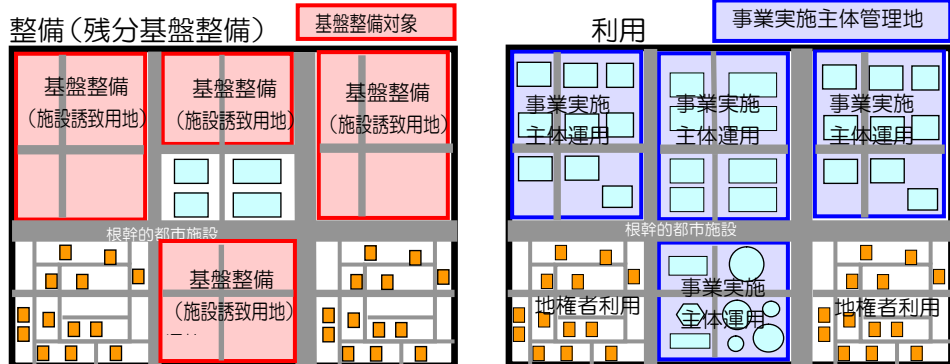 整備（残分基盤整備）
基盤整備対象
基盤整備
（施設誘致用地）
基盤整備
（施設誘致用地）
基盤整備
（施設誘致用地）
根幹的都市施設
基盤整備
（施設誘致用地）
利用
事業実施主体管理地
事業実施
主体運用
事業実施
主体運用
事業実施
主体運用
根幹的都市施設
地権者利用
事業実施
主体運用
地権者利用